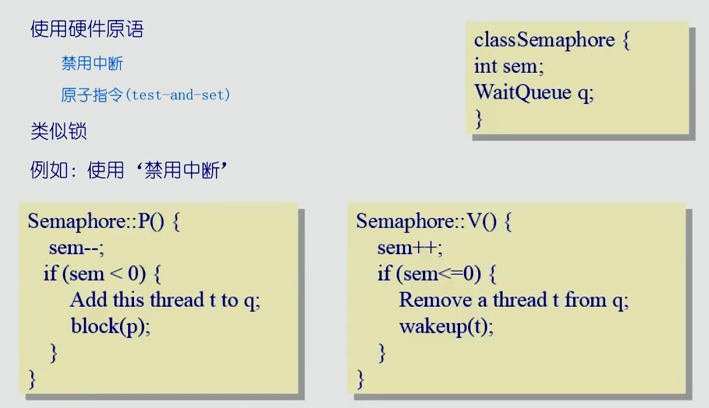 使用硬件原语
禁用中断
原子指令(test-and-set)
类似锁
例如: 使用‘禁用中断’
classSemaphore {
int sem;
WaitQueue q;
}
Semaphore::P() {
sem--;
if (sem < 0) {
Add this thread t to q;
block(p);
}
}
Semaphore::V() {
sem++;
if (sem<=0) {
Remove a thread t from q;
wakeup(t);
}
}